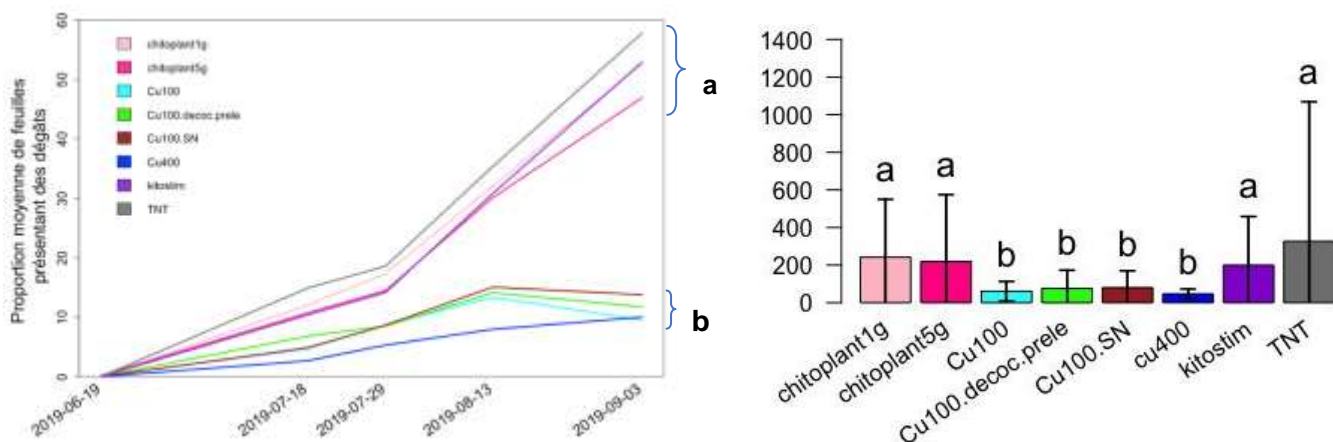 Proportion moyenne de feuilles
présentant des dégâts
60
50
40
30
20
10
0
chitoplant1g
chitoplant5g
Cu100
Cu100.decoc.prele
Cu100.SN
Cu400
kitostim
TNT
2019-06-19
2019-07-18
2019-07-29
2019-08-13
2019-09-03
a
b
1400
1200
1000
800
600
400
200
0
a
a
b
b
b
b
a
a
chitoplant1g
chitoplant5g
Cu100
Cu100.decoc.prele
Cu100.SN
cu400
kitostim
TNT